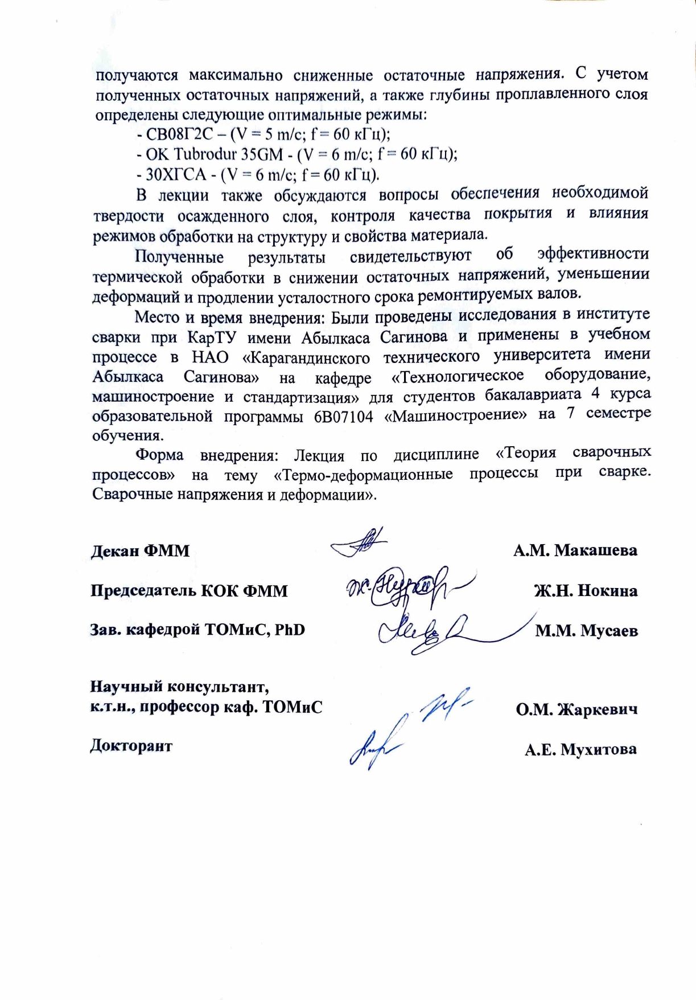 получаются максимально сниженные остаточные напряжения. С учетом
полученных остаточных напряжений, а также глубины проплавленного слоя
определены следующие оптимальные режимы:
- СВ08Г2С – (V = 5 m/c; f = 60 кГц);
- OK Tubrodur 35GM - (V = 6 m/c; f = 60 кГц);
- 30ХГСА - (V = 6 m/c; f = 60 кГц).
В лекции также обсуждаются вопросы обеспечения необходимой
твердости осажденного слоя, контроля качества покрытия и влияния
режимов обработки на структуру и свойства материала.
Полученные результаты свидетельствуют об эффективности
термической обработки в снижении остаточных напряжений, уменьшении
деформаций и продлении усталостного срока ремонтируемых валов.
Место и время внедрения: Были проведены исследования в институте
сварки при КарТУ имени Абылкаса Сагинова и применены в учебном
процессе в НАО «Карагандинского технического университета имени
Абылкаса Сагинова» на кафедре «Технологическое оборудование,
машиностроение и стандартизация» для студентов бакалавриата 4 курса
образовательной программы 6В07104 «Машиностроение» на 7 семестре
обучения.
Форма внедрения: Лекция по дисциплине «Теория сварочных
процессов» на тему «Термо-деформационные процессы при сварке.
Сварочные напряжения и деформации».
Декан ФММ А.М. Макашева
Председатель КОК ФММ Ж.Н. Нокина
Зав. кафедрой ТОМиС, PhD М.М. Мусаев
Научный консультант,
к.т.н., профессор каф. ТОМиС О.М. Жаркевич
Докторант А.Е. Мухитова